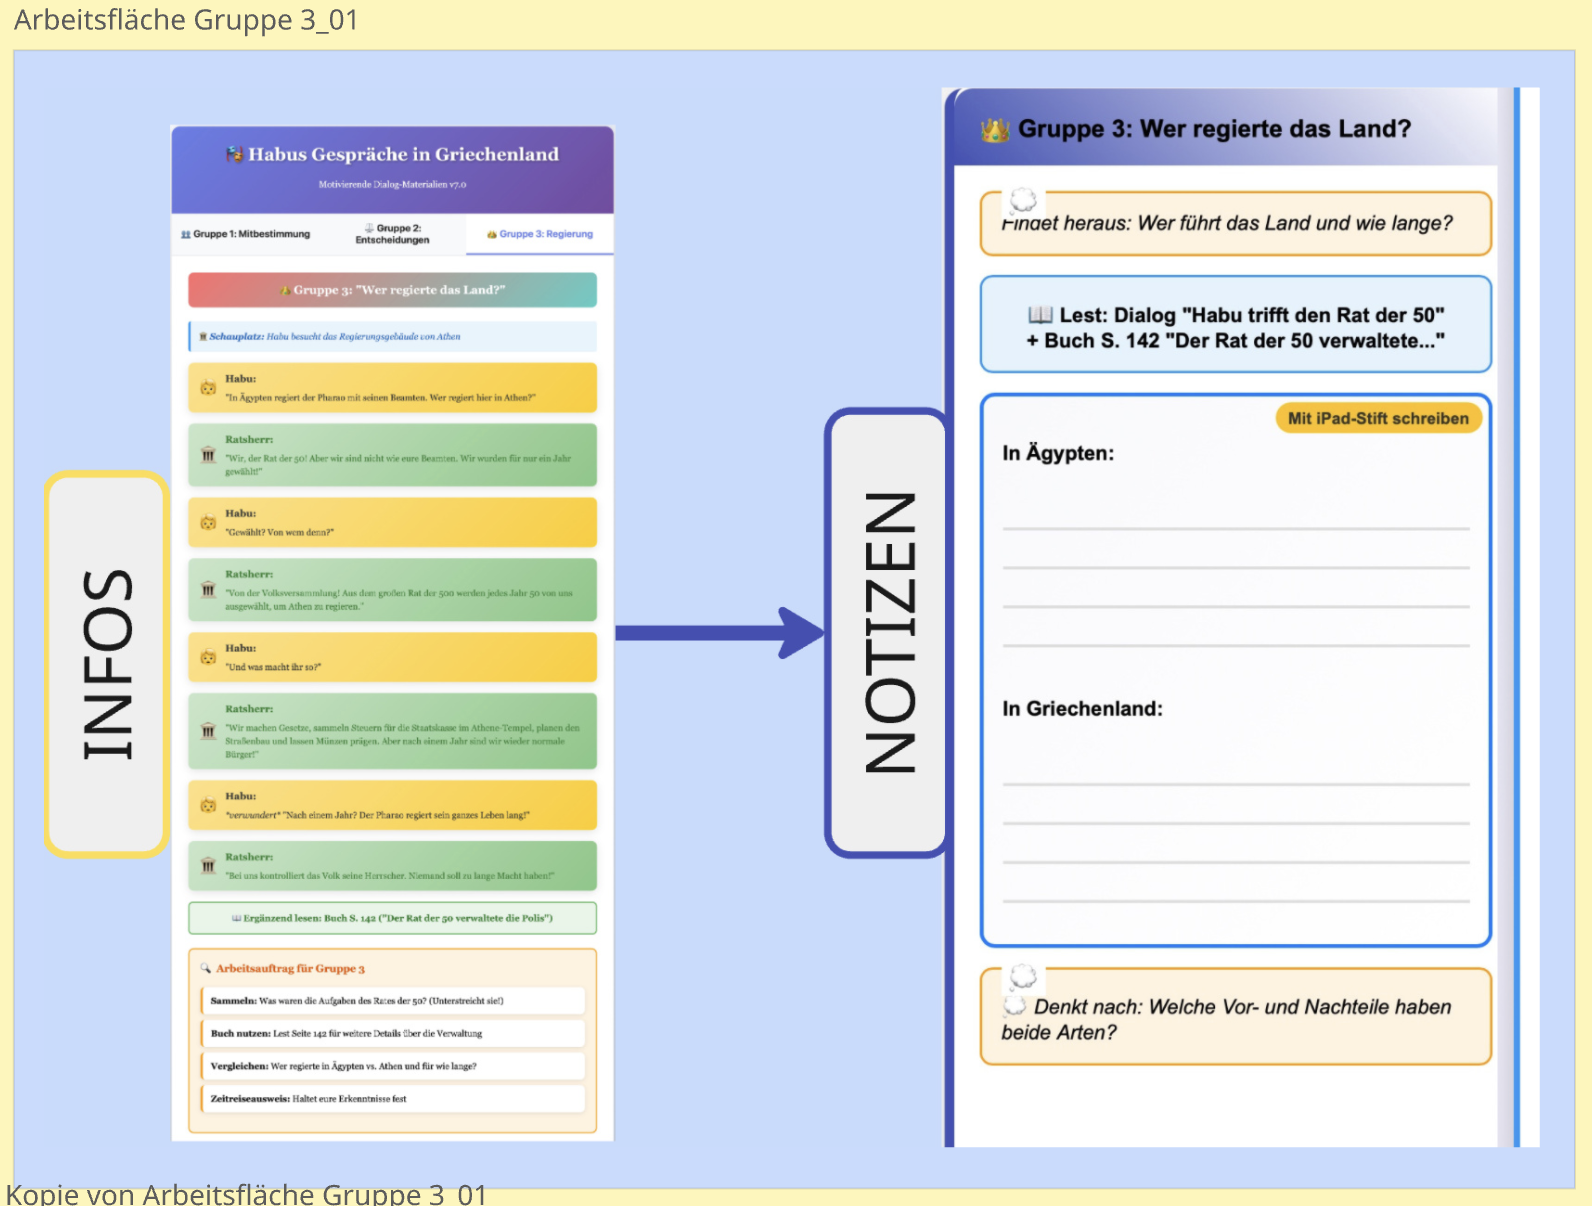 Arbeitsfläche Gruppe 3_01
INFOS
Habus Gespräche in Griechenland
Motivierende Dialog-Materialien v7.0
Gruppe 1: Mitbestimmung
Gruppe 2:
Entscheidungen
Gruppe 3: Regierung
Gruppe 3: "Wer regierte das Land?"
Schauplatz: Habu besucht das Regierungsgebäude von Athen
Habu:
"In Ägypten regiert der Pharao mit seinen Beamten. Wer regiert hier in Athen?"
Ratsherr:
"Wir, der Rat der 50! Aber wir sind nicht wie eure Beamten. Wir wurden für nur ein Jahr
gewählt!"
Habu:
"Gewählt? Von wem denn?"
Ratsherr:
"Von der Volksversammlung! Aus dem großen Rat der 500 werden jedes Jahr 50 von uns
ausgewählt, um Athen zu regieren."
Habu:
"Und was macht ihr so?"
Ratsherr:
"Wir machen Gesetze, sammeln Steuern für die Staatskasse im Athene-Tempel, planen den
Straßenbau und lassen Münzen prägen. Aber nach einem Jahr sind wir wieder normale
Bürger!"
Habu:
*verwundert* "Nach einem Jahr? Der Pharao regiert sein ganzes Leben lang!"
Ratsherr:
"Bei uns kontrolliert das Volk seine Herrscher. Niemand soll zu lange Macht haben!"
Ergänzend lesen: Buch S. 142 ("Der Rat der 50 verwaltete die Polis")
Arbeitsauftrag für Gruppe 3
Sammeln: Was waren die Aufgaben des Rates der 50? (Unterstreicht sie!)
Buch nutzen: Lest Seite 142 für weitere Details über die Verwaltung
Vergleichen: Wer regierte in Ägypten vs. Athen und für wie lange?
Zeitreiseausweis: Haltet eure Erkenntnisse fest
NOTIZEN
Gruppe 3: Wer regierte das Land?
Findet heraus: Wer führt das Land und wie lange?
Lest: Dialog "Habu trifft den Rat der 50"
+ Buch S. 142 "Der Rat der 50 verwaltete..."
Mit iPad-Stift schreiben
In Ägypten:
In Griechenland:
Denkt nach: Welche Vor- und Nachteile haben
beide Arten?
Kopie von Arbeitsfläche Gruppe 3_01